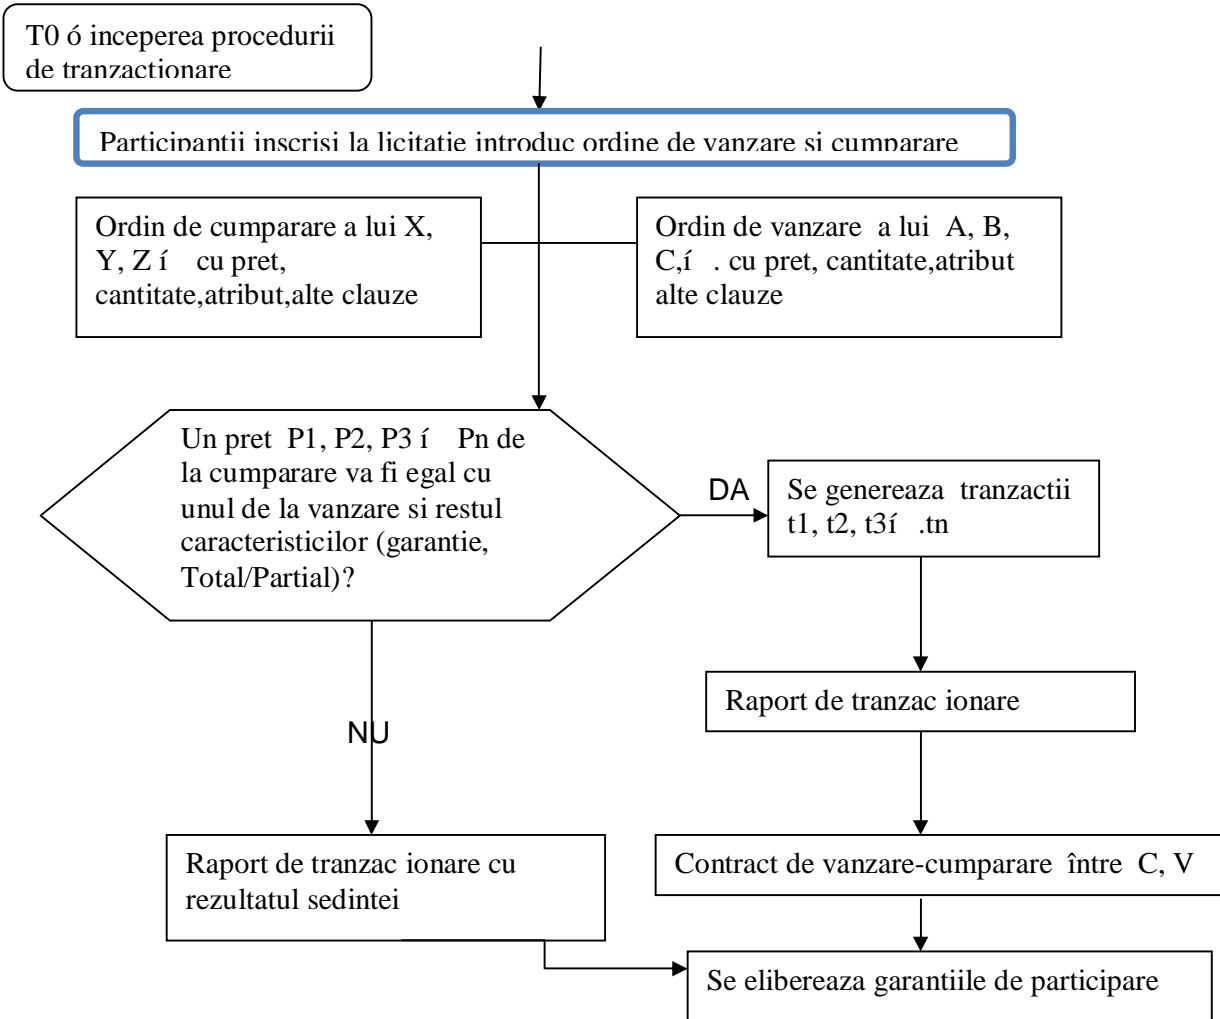 T0 ó inceperea procedurii
de tranzactionare
Participantii inscrisi la licitatie introduc ordine de vanzare si cumparare
Ordin de cumparare a lui X,
Y, Z í cu pret,
cantitate,atribut,alte clauze
Ordin de vanzare a lui A, B,
C,í . cu pret, cantitate,atribut
alte clauze
Un pret P1, P2, P3 í Pn de
la cumparare va fi egal cu
unul de la vanzare si restul
caracteristicilor (garantie,
Total/Partial)?
DA
Se genereaza tranzactii
t1, t2, t3í .tn
Raport de tranzac ionare
NU
Raport de tranzac ionare cu
rezultatul sedintei
Contract de vanzare-cumparare între C, V
Se elibereaza garantiile de participare